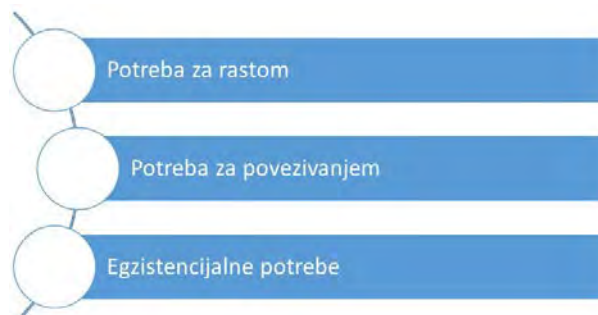 Potreba za rastom
Potreba za povezivanjem
Egzistencijalne potrebe